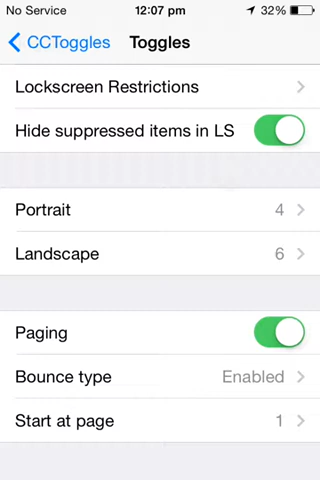 No Service 12:07 pm 32%
CCToggles Toggles
Lockscreen Restrictions
Hide suppressed items in LS
Portrait 4
Landscape 6
Paging
Bounce type Enabled
Start at page 1